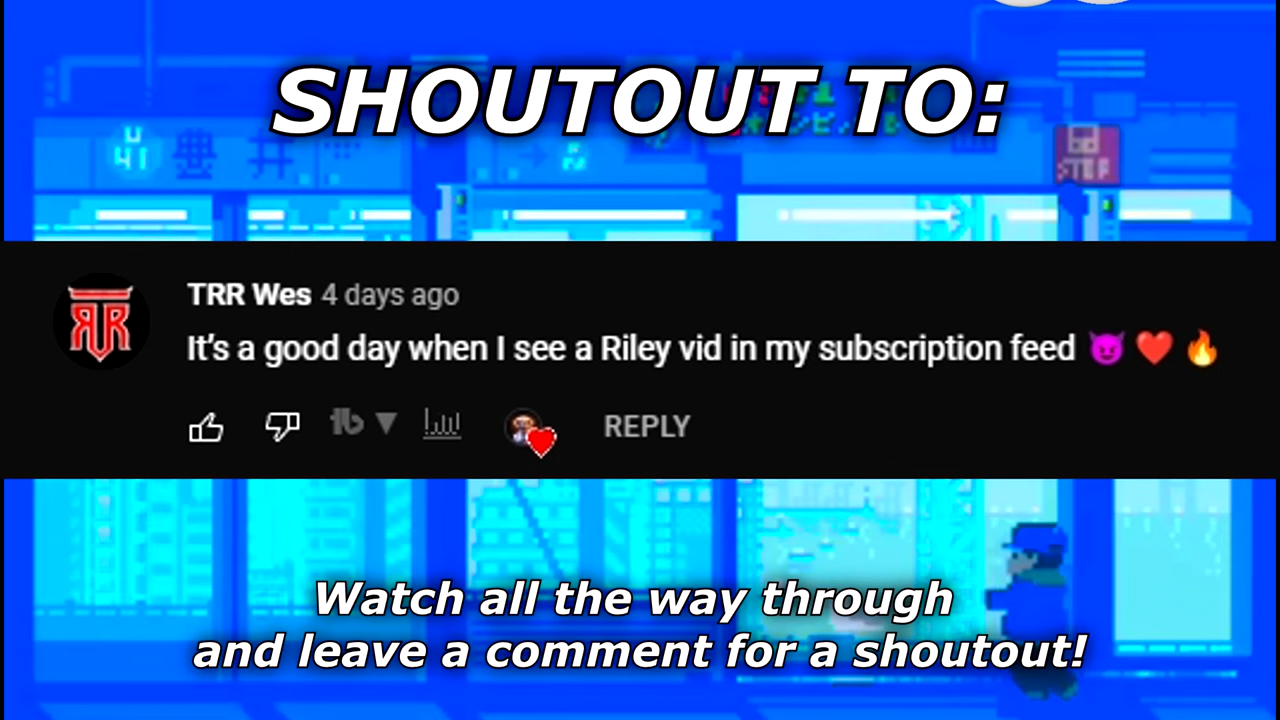 SHOUTOUT TO:
STEP
TRR Wes 4 days ago
It's a good day when I see a Riley vid in my subscription feed 😈 ❤️ 🔥
REPLY
Watch all the way through
and leave a comment for a shoutout!